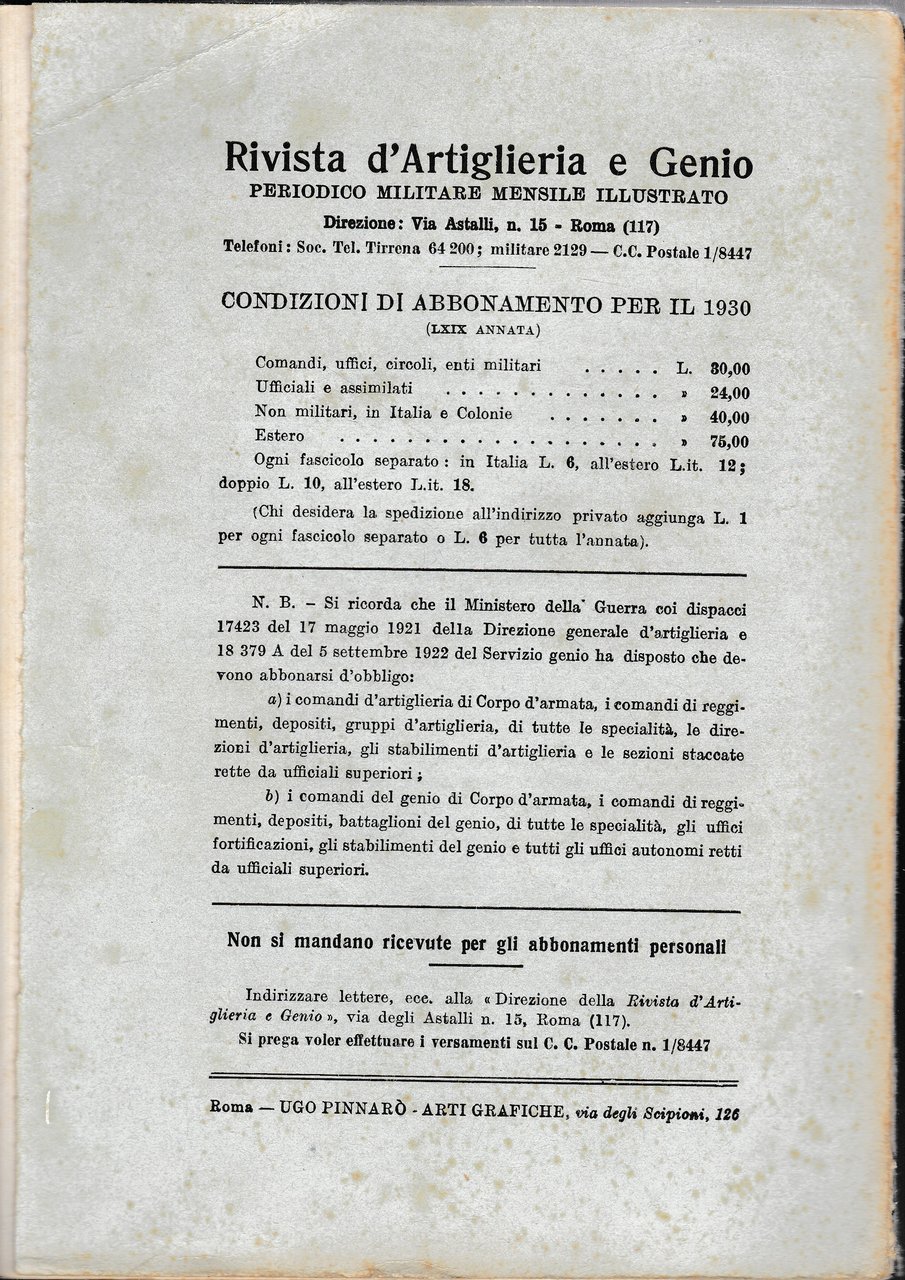 Rivista d'Artiglieria e Genio
PERIODICO MILITARE MENSILE ILLUSTRATO
Direzione: Via Astalli, n. 15 - Roma (117)
Telefoni: Soc. Tel. Tirrena 64 200; militare 2129 — C.C. Postale 1/8447
CONDIZIONI DI ABBONAMENTO PER IL 1930
(LXIX ANNATA)
Comandi, uffici, circoli, enti militari . . . . . L. 30,00
Ufficiali e assimilati . . . . . . . . . . . . . » 24,00
Non militari, in Italia e Colonie . . . . . . . » 40,00
Estero . . . . . . . . . . . . . . . . . . . » 75,00
Ogni fascicolo separato: in Italia L. 6, all'estero L.it. 12;
doppio L. 10, all'estero L.it. 18.
(Chi desidera la spedizione all'indirizzo privato aggiunga L. 1
per ogni fascicolo separato o L. 6 per tutta l'annata).
N. B. - Si ricorda che il Ministero della Guerra coi dispacci
17423 del 17 maggio 1921 della Direzione generale d'artiglieria e
18 379 A del 5 settembre 1922 del Servizio genio ha disposto che de-
vono abbonarsi d'obbligo:
a) i comandi d'artiglieria di Corpo d'armata, i comandi di reggi-
menti, depositi, gruppi d'artiglieria, di tutte le specialità, le dire-
zioni d'artiglieria, gli stabilimenti d'artiglieria e le sezioni staccate
rette da ufficiali superiori;
b) i comandi del genio di Corpo d'armata, i comandi di reggi-
menti, depositi, battaglioni del genio, di tutte le specialità, gli uffici
fortificazioni, gli stabilimenti del genio e tutti gli uffici autonomi retti
da ufficiali superiori.
Non si mandano ricevute per gli abbonamenti personali
Indirizzare lettere, ecc. alla « Direzione della Rivista d'Arti-
glieria e Genio », via degli Astalli n. 15, Roma (117).
Si prega voler effettuare i versamenti sul C. C. Postale n. 1/8447
Roma — UGO PINNARÒ - ARTI GRAFICHE, via degli Scipioni, 126